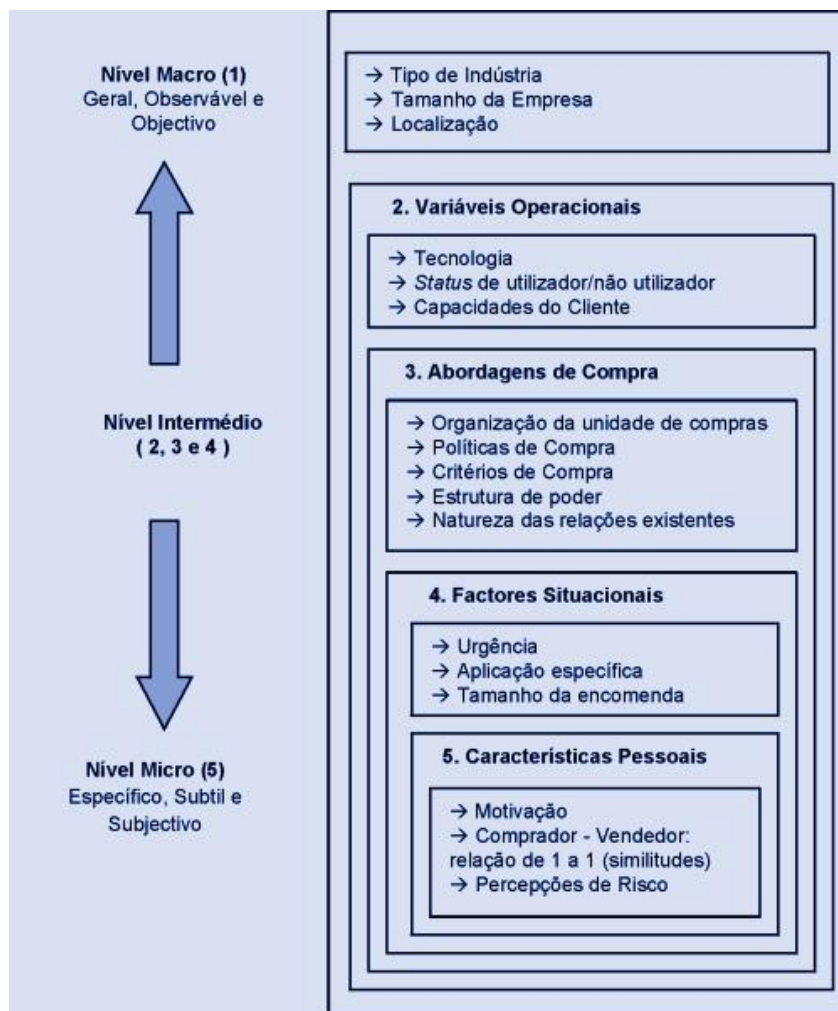 Nível Macro (1)
Geral, Observável e
Objectivo
→ Tipo de Indústria
→ Tamanho da Empresa
→ Localização
2. Variáveis Operacionais
→ Tecnologia
→ Status de utilizador/não utilizador
→ Capacidades do Cliente
3. Abordagens de Compra
Nível Intermédio
( 2, 3 e 4 )
→ Organização da unidade de compras
→ Políticas de Compra
→ Critérios de Compra
→ Estrutura de poder
→ Natureza das relações existentes
4. Factores Situacionais
→ Urgência
→ Aplicação específica
→ Tamanho da encomenda
5. Características Pessoais
Nível Micro (5)
Específico, Subtil e
Subjectivo
→ Motivação
→ Comprador - Vendedor:
relação de 1 a 1 (similitudes)
→ Percepções de Risco